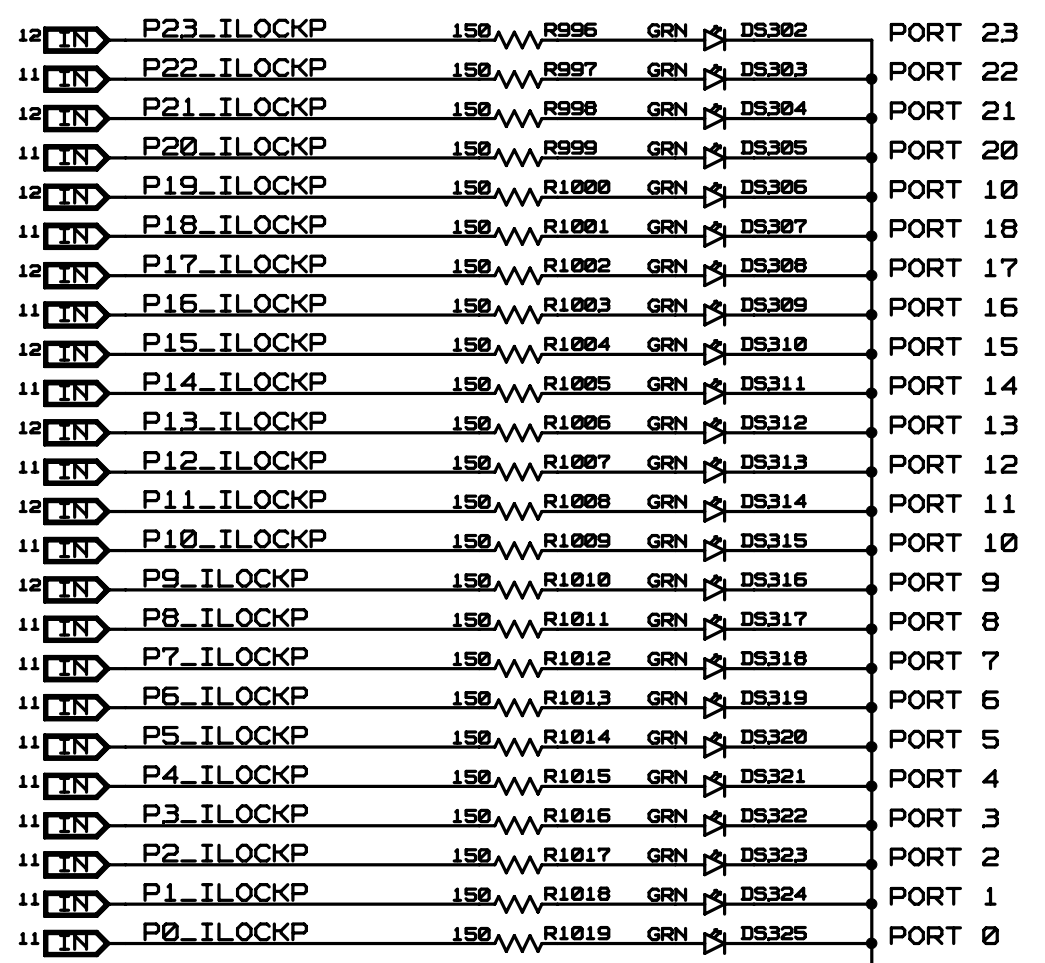 12 IN P23_ILOCKP 150 R996 GRN DS302 PORT 23
11 IN P22_ILOCKP 150 R997 GRN DS303 PORT 22
12 IN P21_ILOCKP 150 R998 GRN DS304 PORT 21
11 IN P20_ILOCKP 150 R999 GRN DS305 PORT 20
12 IN P19_ILOCKP 150 R1000 GRN DS306 PORT 10
11 IN P18_ILOCKP 150 R1001 GRN DS307 PORT 18
12 IN P17_ILOCKP 150 R1002 GRN DS308 PORT 17
11 IN P16_ILOCKP 150 R1003 GRN DS309 PORT 16
12 IN P15_ILOCKP 150 R1004 GRN DS310 PORT 15
11 IN P14_ILOCKP 150 R1005 GRN DS311 PORT 14
12 IN P13_ILOCKP 150 R1006 GRN DS312 PORT 13
11 IN P12_ILOCKP 150 R1007 GRN DS313 PORT 12
12 IN P11_ILOCKP 150 R1008 GRN DS314 PORT 11
11 IN P10_ILOCKP 150 R1009 GRN DS315 PORT 10
12 IN P9_ILOCKP 150 R1010 GRN DS316 PORT 9
11 IN P8_ILOCKP 150 R1011 GRN DS317 PORT 8
11 IN P7_ILOCKP 150 R1012 GRN DS318 PORT 7
11 IN P6_ILOCKP 150 R1013 GRN DS319 PORT 6
11 IN P5_ILOCKP 150 R1014 GRN DS320 PORT 5
11 IN P4_ILOCKP 150 R1015 GRN DS321 PORT 4
11 IN P3_ILOCKP 150 R1016 GRN DS322 PORT 3
11 IN P2_ILOCKP 150 R1017 GRN DS323 PORT 2
11 IN P1_ILOCKP 150 R1018 GRN DS324 PORT 1
11 IN P0_ILOCKP 150 R1019 GRN DS325 PORT 0